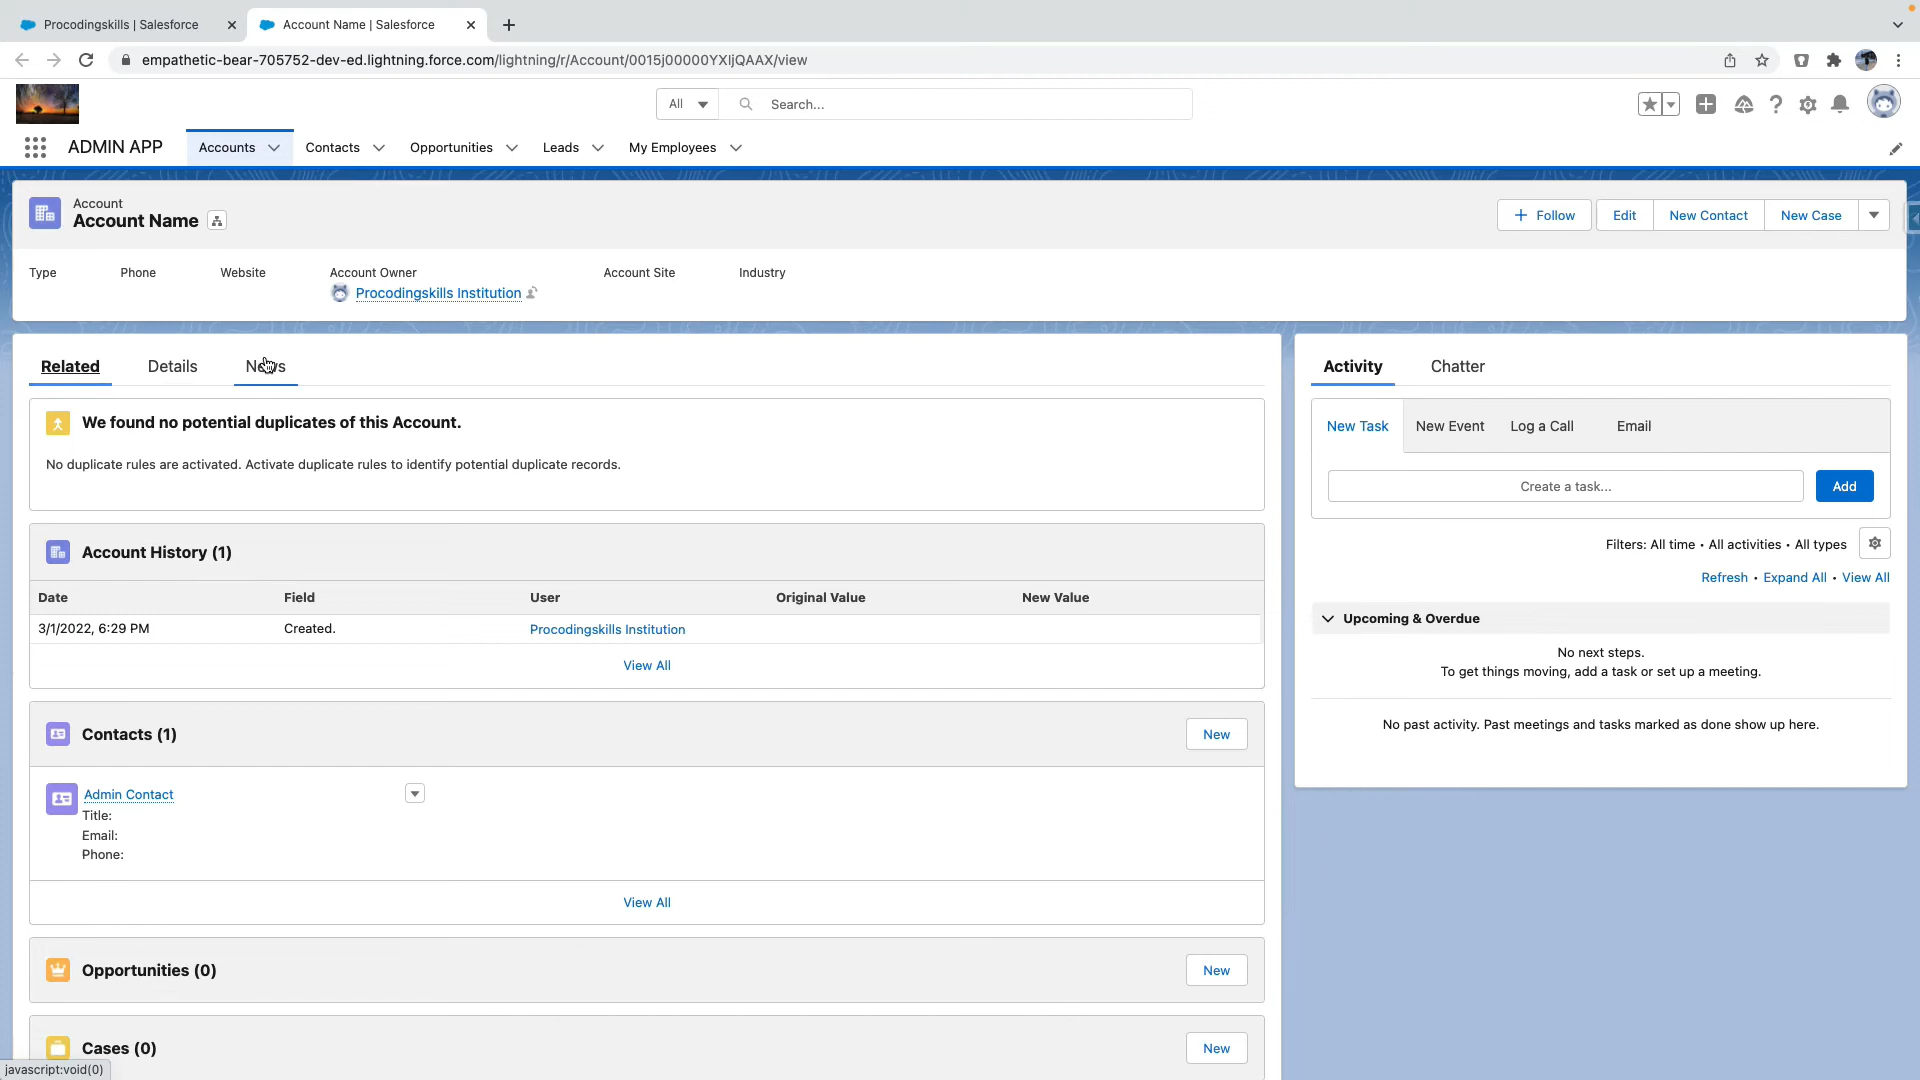 Procodingskills | Salesforce
Account Name | Salesforce
empathetic-bear-705752-dev-ed.lightning.force.com/lightning/r/Account/0015j00000YXIjQAAX/view
All
Search...
ADMIN APP
Accounts
Contacts
Opportunities
Leads
My Employees
Account
Account Name
Follow
Edit
New Contact
New Case
Type
Phone
Website
Account Owner
Account Site
Industry
Procodingskills Institution
Related
Details
News
We found no potential duplicates of this Account.
No duplicate rules are activated. Activate duplicate rules to identify potential duplicate records.
Account History (1)
Date
Field
User
Original Value
New Value
3/1/2022, 6:29 PM
Created.
Procodingskills Institution
View All
Contacts (1)
New
Admin Contact
Title:
Email:
Phone:
View All
Opportunities (0)
New
Cases (0)
New
Activity
Chatter
New Task
New Event
Log a Call
Email
Create a task...
Add
Filters: All time • All activities • All types
Refresh • Expand All • View All
Upcoming & Overdue
No next steps.
To get things moving, add a task or set up a meeting.
No past activity. Past meetings and tasks marked as done show up here.
javascript:void(0)